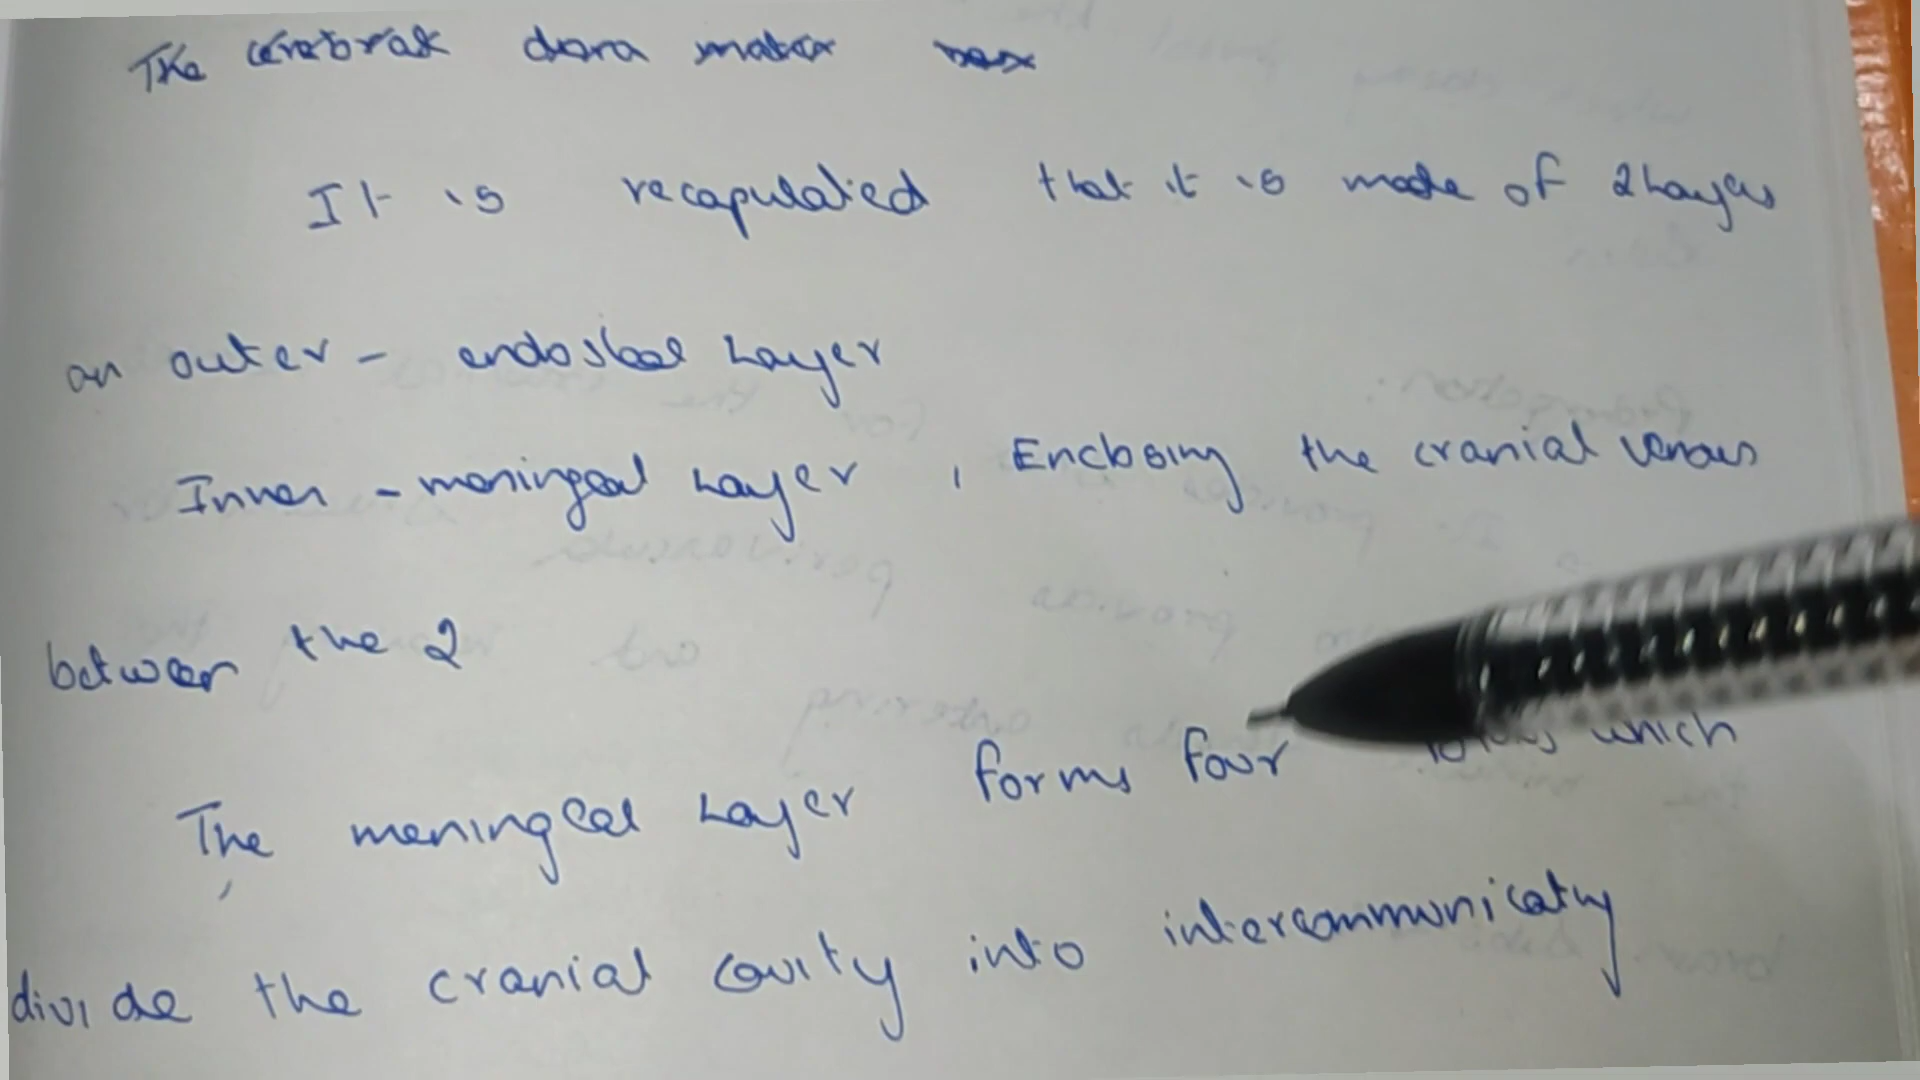 The cerebral dura mater
It is recapulated that it is made of 2 Layers
an outer - endosteal Layer
Inner - meningeal Layer , Enclosing the cranial venous
between the 2
The meningeal Layer forms four which
divide the cranial cavity into intercommunicating